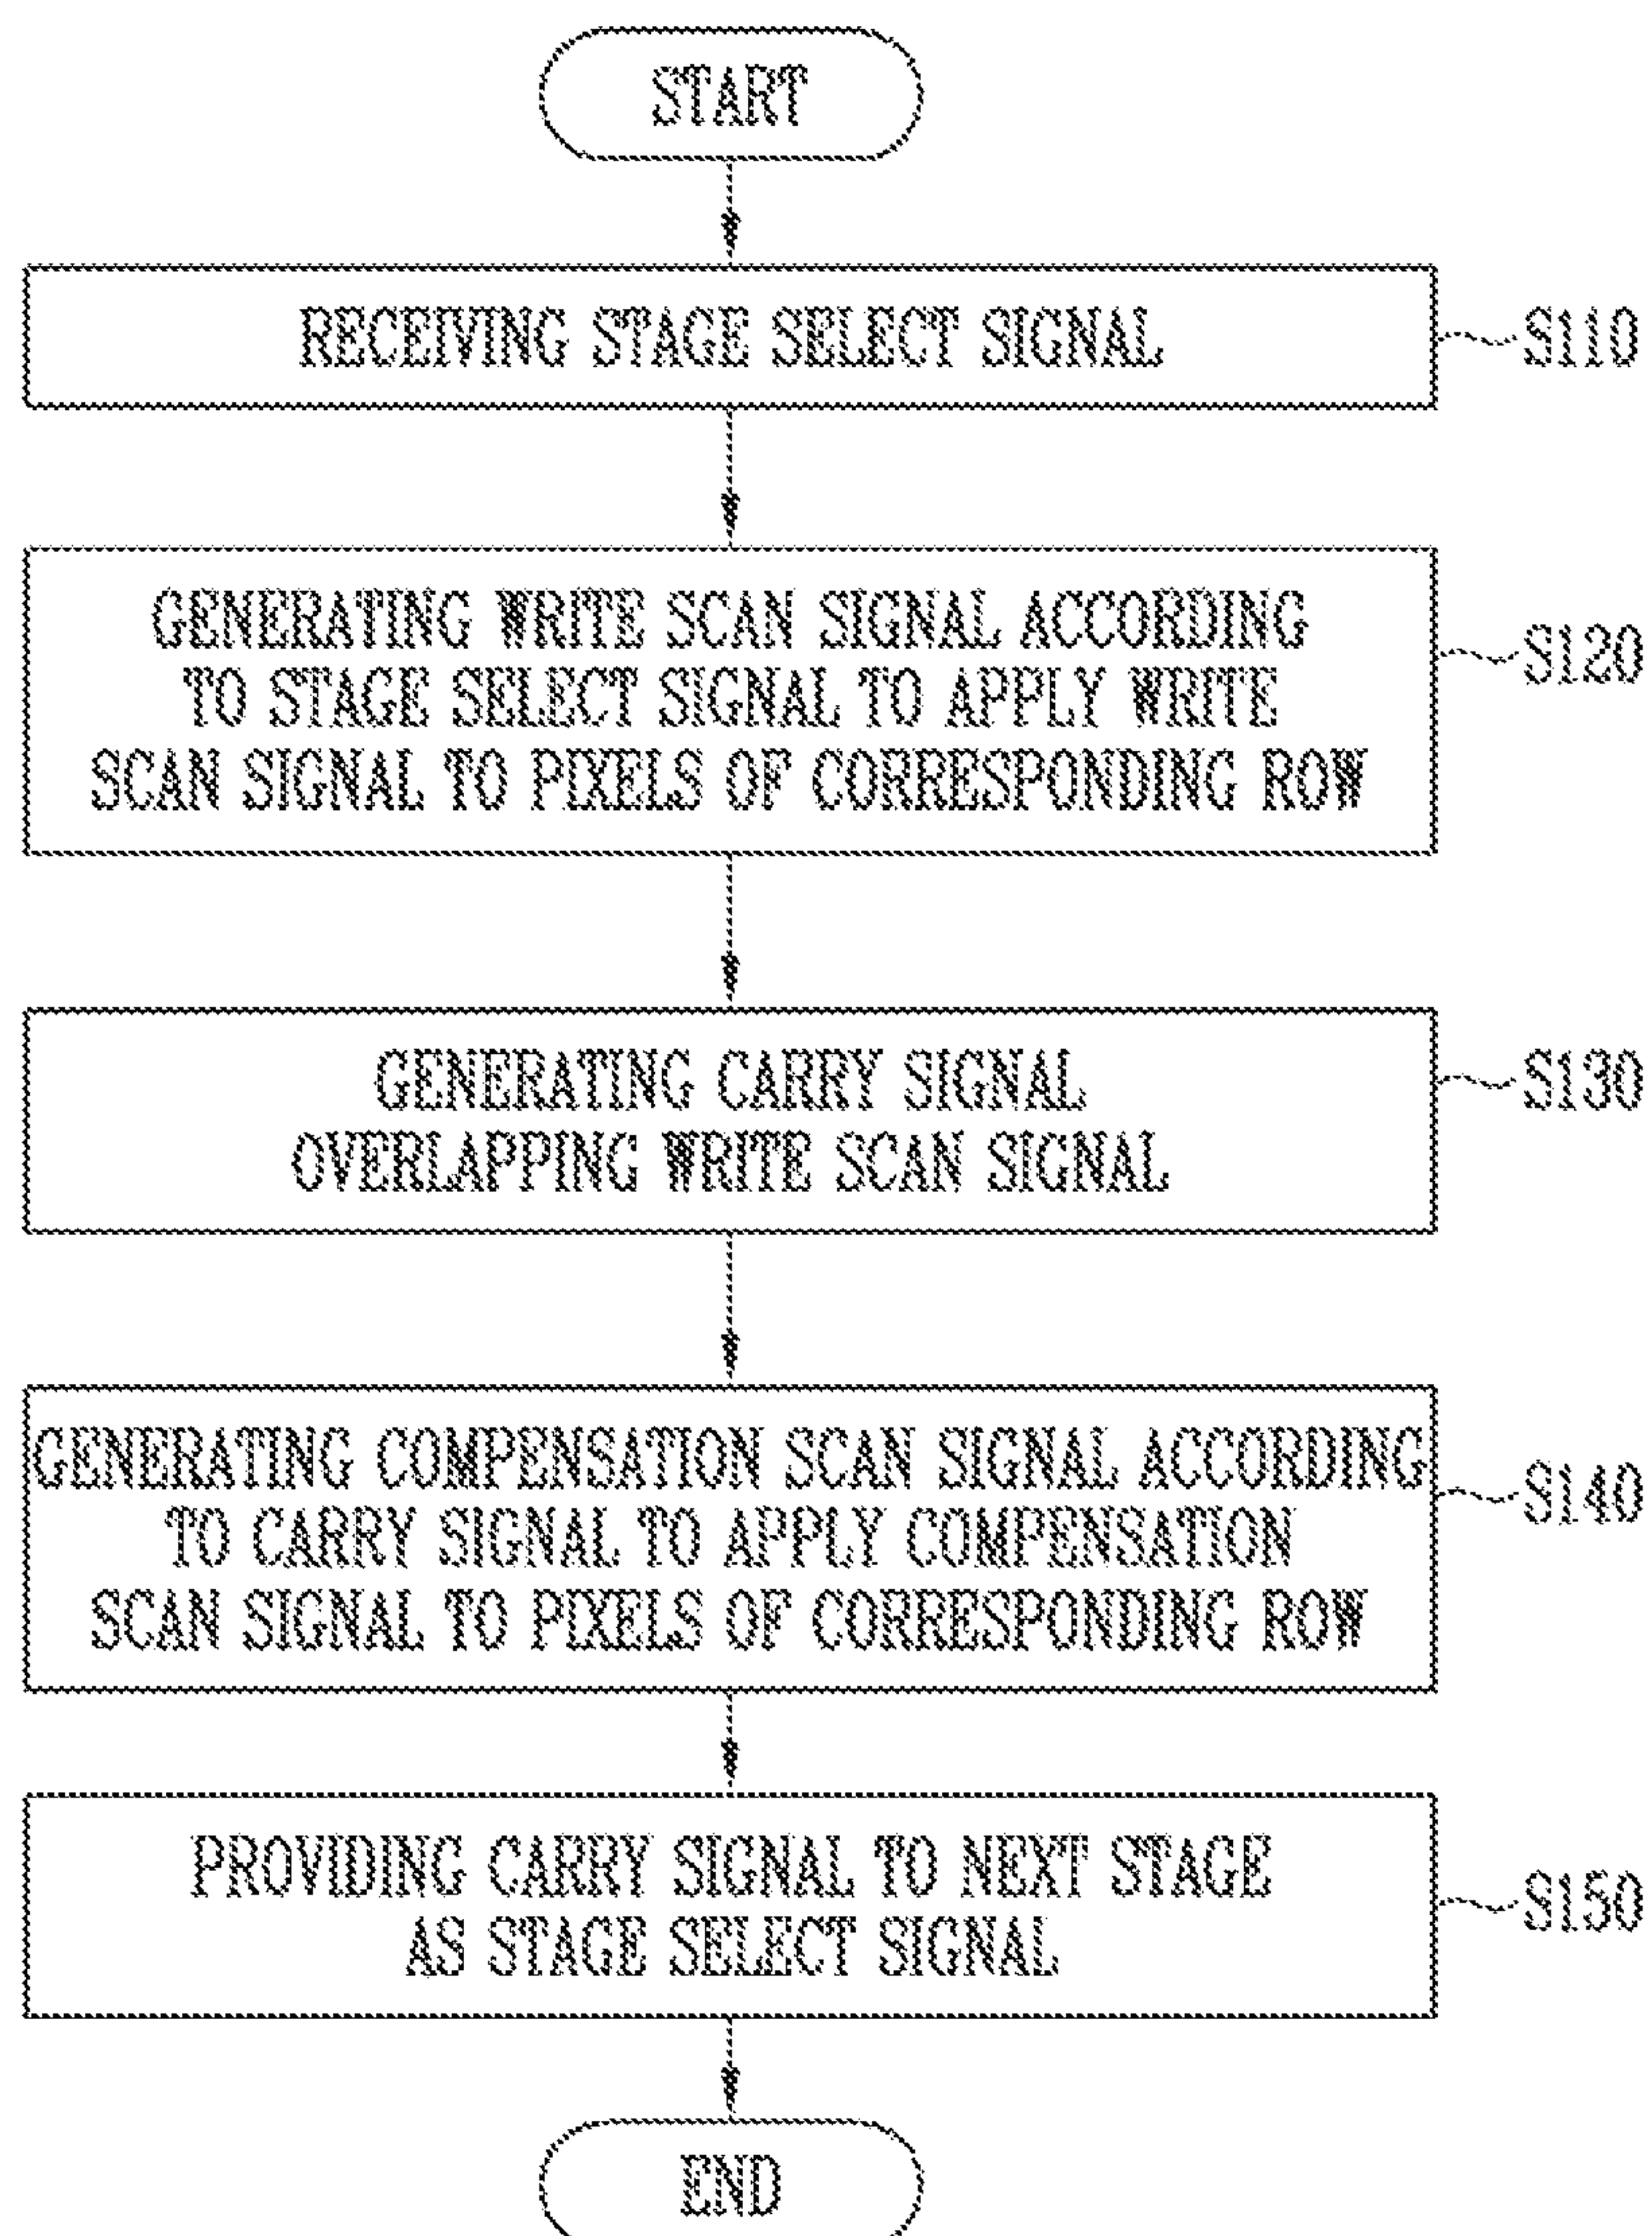 START
RECEIVING STAGE SELECT SIGNAL
S110
GENERATING WRITE SCAN SIGNAL ACCORDING
TO STAGE SELECT SIGNAL TO APPLY WRITE
SCAN SIGNAL TO PIXELS OF CORRESPONDING ROW
S120
GENERATING CARRY SIGNAL
OVERLAPPING WRITE SCAN SIGNAL
S130
GENERATING COMPENSATION SCAN SIGNAL ACCORDING
TO CARRY SIGNAL TO APPLY COMPENSATION
SCAN SIGNAL TO PIXELS OF CORRESPONDING ROW
S140
PROVIDING CARRY SIGNAL TO NEXT STAGE
AS STAGE SELECT SIGNAL
S150
END